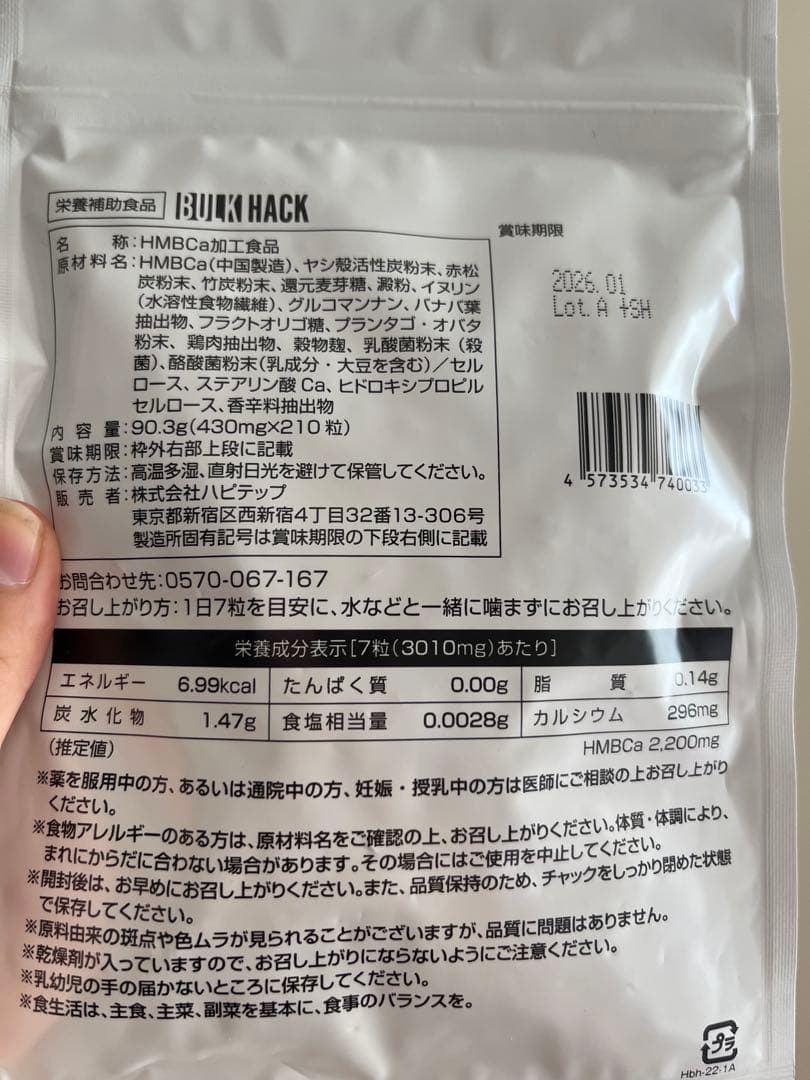 栄養補助食品 BULK HACK
名称:HMBCa加工食品
原材料名:HMBCa(中国製造)、ヤシ殻活性炭粉末、赤松
炭粉末、竹炭粉末、還元麦芽糖、澱粉、イヌリン
(水溶性食物繊維)、グルコマンナン、バナバ葉
抽出物、フラクトオリゴ糖、プランタゴ・オバタ
粉末、鶏肉抽出物、穀物麹、乳酸菌粉末(殺
菌)、酪酸菌粉末(乳成分・大豆を含む)/セル
ロース、ステアリン酸Ca、ヒドロキシプロピル
セルロース、香辛料抽出物
内容量:90.3g(430mg×210粒)
賞味期限:枠外右部上段に記載
保存方法:高温多湿、直射日光を避けて保管してください。
販売者:株式会社ハピテップ
東京都新宿区西新宿4丁目32番13-306号
製造所固有記号は賞味期限の下段右側に記載
賞味期限
2026.01
Lot.A +SH
4 573534 740033
お問合わせ先:0570-067-167
お召し上がり方:1日7粒を目安に、水などと一緒に噛まずにお召し上がりください。
栄養成分表示[7粒(3010mg)あたり]
エネルギー 6.99kcal たんぱく質 0.00g 脂質 0.14g
炭水化物 1.47g 食塩相当量 0.0028g カルシウム 296mg
(推定値) HMBCa 2,200mg
※薬を服用中の方、あるいは通院中の方、妊娠・授乳中の方は医師にご相談の上お召し上がり
ください。
※食物アレルギーのある方は、原材料名をご確認の上、お召し上がりください。体質・体調により、
まれにからだに合わない場合があります。その場合にはご使用を中止してください。
※開封後は、お早めにお召し上がりください。また、品質保持のため、チャックをしっかり閉めた状態
で保存してください。
※原料由来の斑点や色ムラが見られることがございますが、品質に問題はありません。
※乾燥剤が入っていますので、お召し上がりにならないようにご注意ください。
※乳幼児の手の届かないところに保存してください。
※食生活は、主食、主菜、副菜を基本に、食事のバランスを。
プラ
Hbh-22-1A